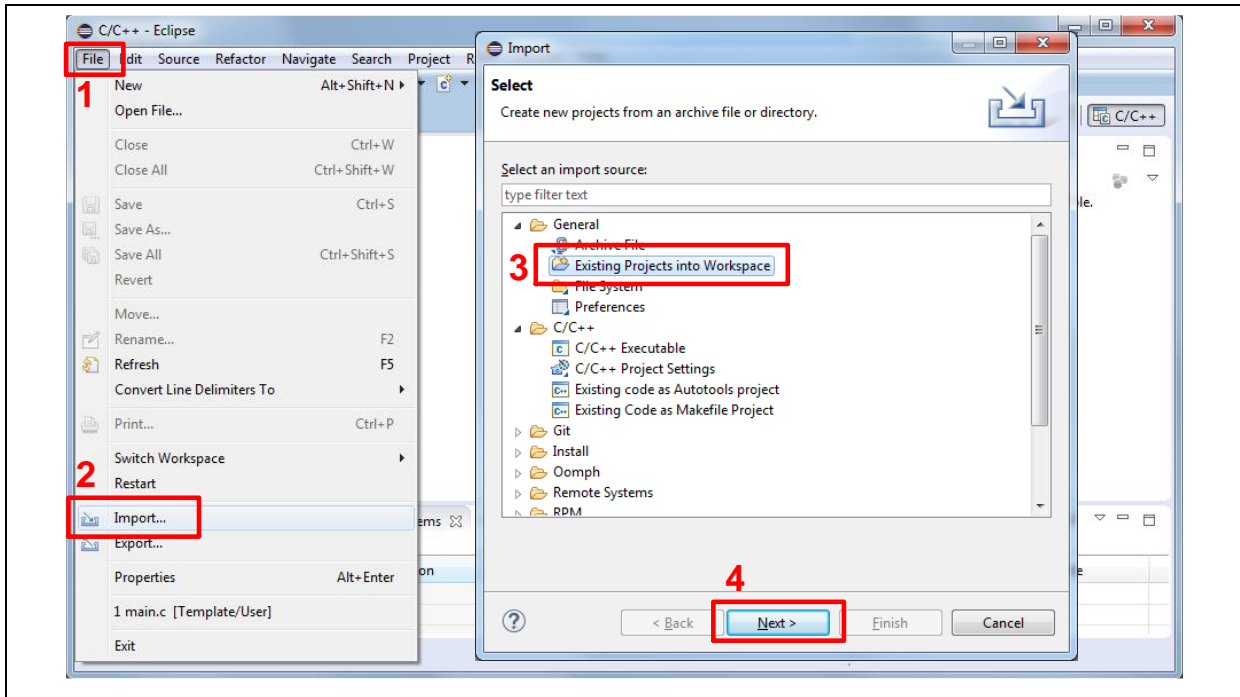 C/C++ - Eclipse
File Edit Source Refactor Navigate Search Project R
1
New Alt+Shift+N
Open File...
Close Ctrl+W
Close All Ctrl+Shift+W
Save Ctrl+S
Save As...
Save All Ctrl+Shift+S
Revert
Move...
Rename... F2
Refresh F5
Convert Line Delimiters To
Print... Ctrl+P
Switch Workspace
2
Restart
Import...
Export...
Properties Alt+Enter
1 main.c [Template/User]
Exit
ems
on
Import
Select
Create new projects from an archive file or directory.
Select an import source:
type filter text
General
Archive File
3
Existing Projects into Workspace
File System
Preferences
C/C++
C/C++ Executable
C/C++ Project Settings
Existing code as Autotools project
Existing Code as Makefile Project
Git
Install
Oomph
Remote Systems
RPM
4
? < Back Next > Finish Cancel
C/C++
le.
e